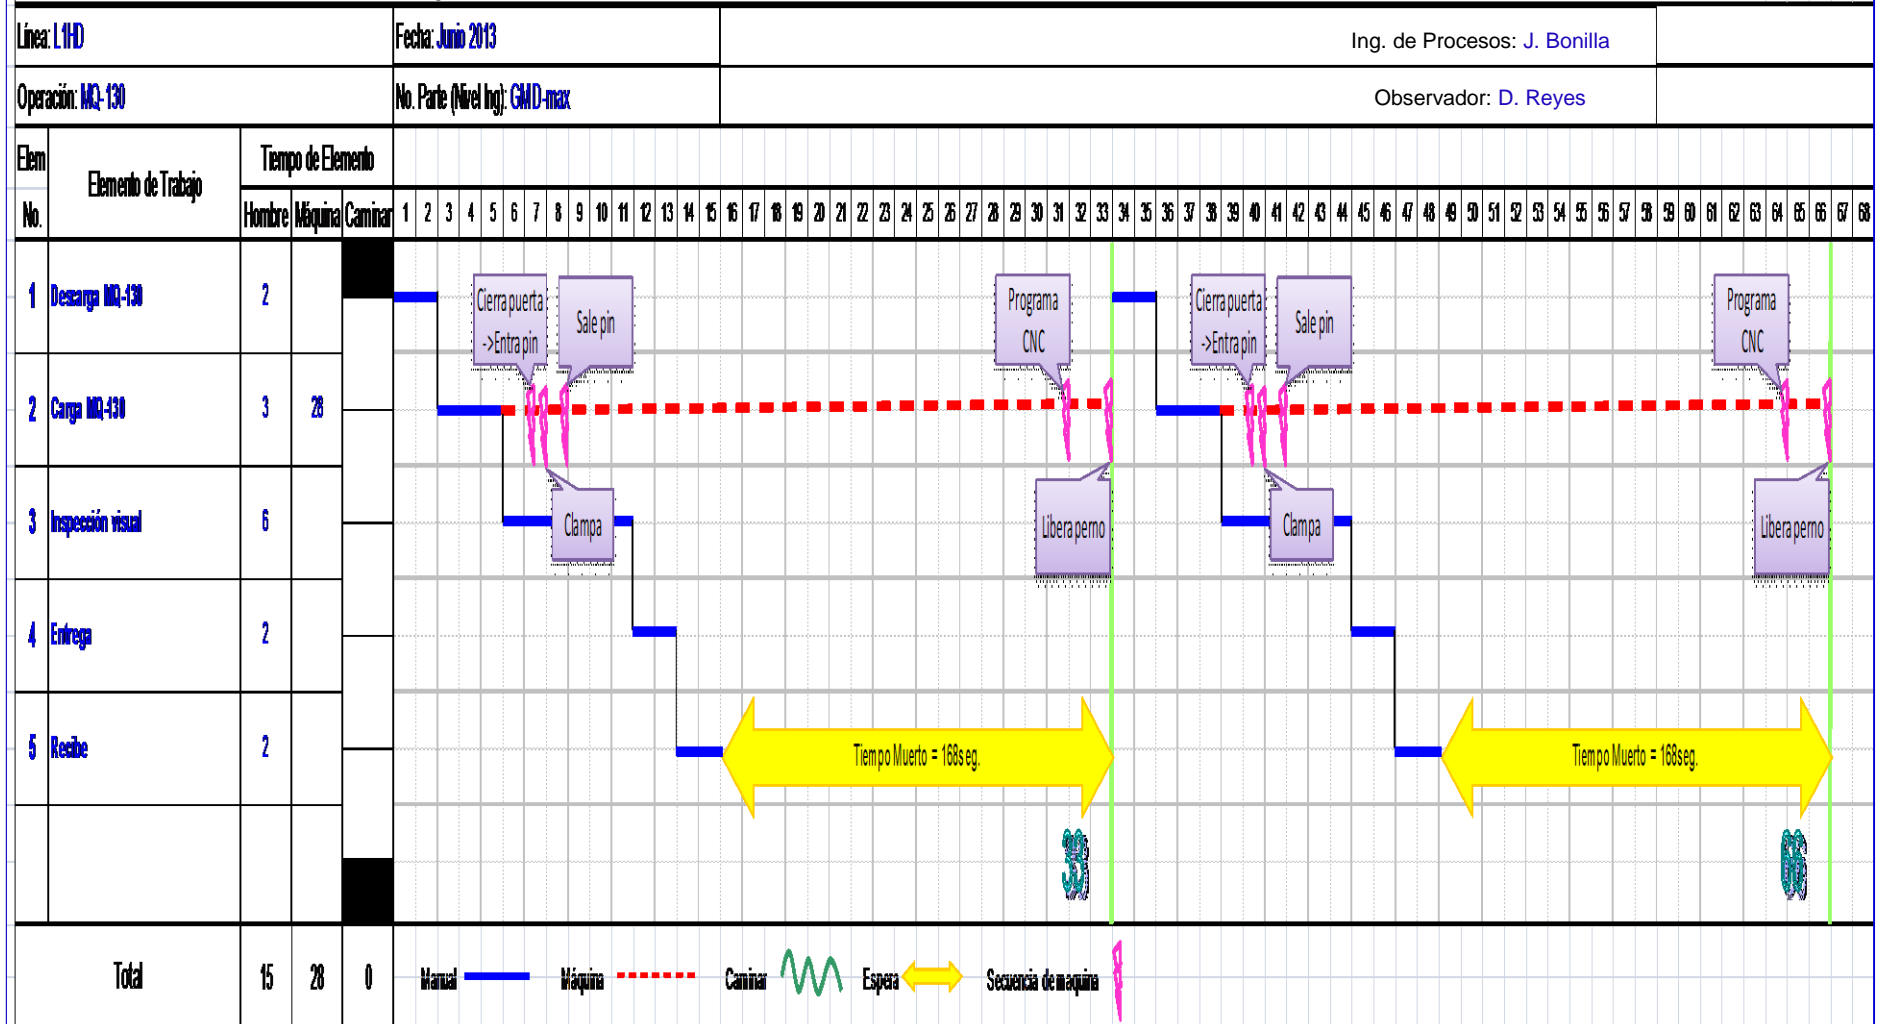 Línea: L1HD
Fecha: Junio 2013
Ing. de Procesos: J. Bonilla
Operación: MQ-130
No. Parte (Nivel Ing): GMD-max
Observador: D. Reyes
Elem No.
Elemento de Trabajo
Tiempo de Elemento
Hombre Máquina Caminar
1 2 3 4 5 6 7 8 9 10 11 12 13 14 15 16 17 18 19 20 21 22 23 24 25 26 27 28 29 30 31 32 33 34 35 36 37 38 39 40 41 42 43 44 45 46 47 48 49 50 51 52 53 54 55 56 57 58 59 60 61 62 63 64 65 66 67 68
1 Descarga MQ-130 2
Cierra puerta
->Entra pin
Sale pin
Programa
CNC
Cierra puerta
->Entra pin
Sale pin
Programa
CNC
2 Carga MQ-130 3 28
3 Inspección visual 6
Clampa
Libera perno
Clampa
Libera perno
4 Entrega 2
5 Recibe 2
Tiempo Muerto = 168seg.
Tiempo Muerto = 168seg.
33
66
Total 15 28 0
Manual
Máquina
Caminar
Espera
Secuencia de maquina